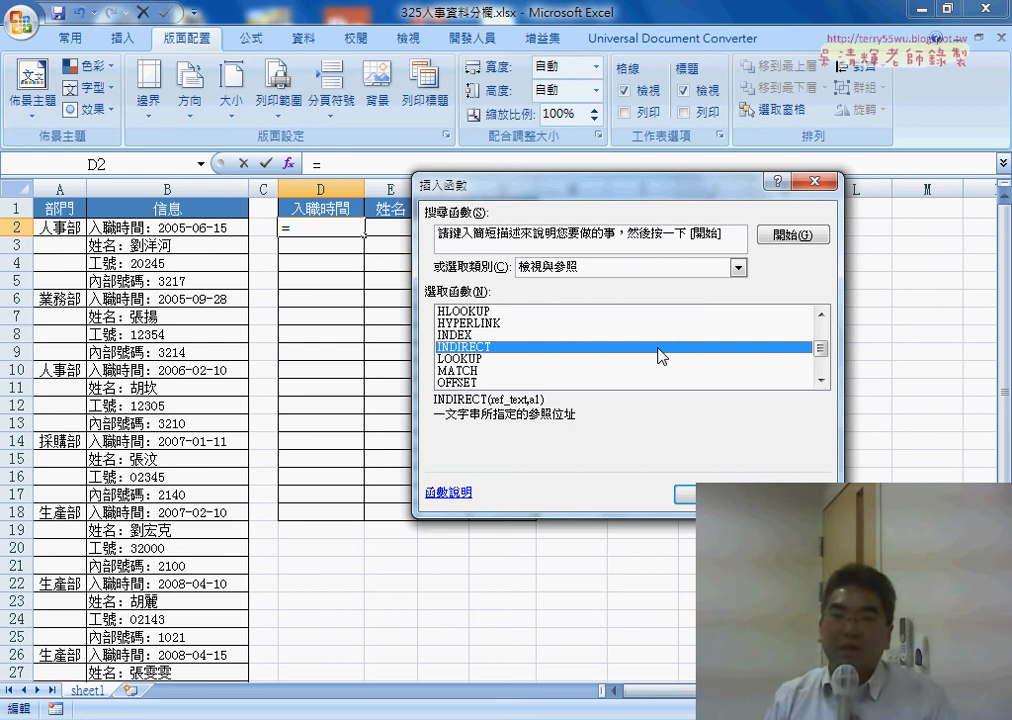 325人事資料分欄.xlsx - Microsoft Excel
常用 插入 版面配置 公式 資料 校閱 檢視 開發人員 增益集 Universal Document Converter
http://terry55wu.blogspot.tw
吳清輝老師錄製
佈景主題 色彩 字型 效果 邊界 方向 大小 列印範圍 分頁符號 背景 列印標題
寬度: 自動
高度: 自動
縮放比例: 100%
格線 標題
檢視 檢視
列印 列印
移到最上層 對齊
移到最下層 群組
選取窗格 旋轉
佈景主題 版面設定 配合調整大小 工作表選項 排列
D2 fx =
A B C D E L M
1 部門 信息 入職時間 姓名
2 人事部 入職時間: 2005-06-15 =
3 姓名: 劉洋河
4 工號: 20245
5 內部號碼: 3217
6 業務部 入職時間: 2005-09-28
7 姓名: 張揚
8 工號: 12354
9 內部號碼: 3214
10 人事部 入職時間: 2006-02-10
11 姓名: 胡坎
12 工號: 12305
13 內部號碼: 3210
14 採購部 入職時間: 2007-01-11
15 姓名: 張汶
16 工號: 02345
17 內部號碼: 2140
18 生產部 入職時間: 2007-02-10
19 姓名: 劉宏克
20 工號: 32000
21 內部號碼: 2100
22 生產部 入職時間: 2008-04-10
23 姓名: 胡麗
24 工號: 02143
25 內部號碼: 1021
26 生產部 入職時間: 2008-04-15
27 姓名: 張雯雯
插入函數
搜尋函數(S):
請鍵入簡短描述來說明您要做的事，然後按一下 [開始]
開始(G)
或選取類別(C): 檢視與參照
選取函數(N):
HLOOKUP
HYPERLINK
INDEX
INDIRECT
LOOKUP
MATCH
OFFSET
INDIRECT(ref_text,a1)
一文字串所指定的參照位址
函數說明
sheet1
編輯